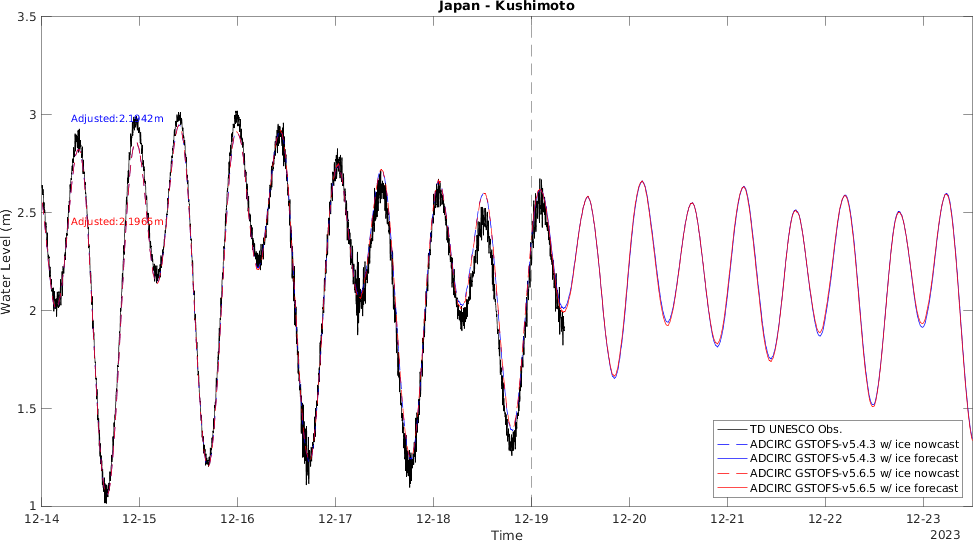 Japan - Kushimoto
3.5
3
2.5
2
1.5
1
Water Level (m)
Adjusted:2.1942m
Adjusted:2.1965m
TD UNESCO Obs.
ADCIRC GSTOFS-v5.4.3 w/ ice nowcast
ADCIRC GSTOFS-v5.4.3 w/ ice forecast
ADCIRC GSTOFS-v5.6.5 w/ ice nowcast
ADCIRC GSTOFS-v5.6.5 w/ ice forecast
12-14 12-15 12-16 12-17 12-18 12-19 12-20 12-21 12-22 12-23
Time
2023